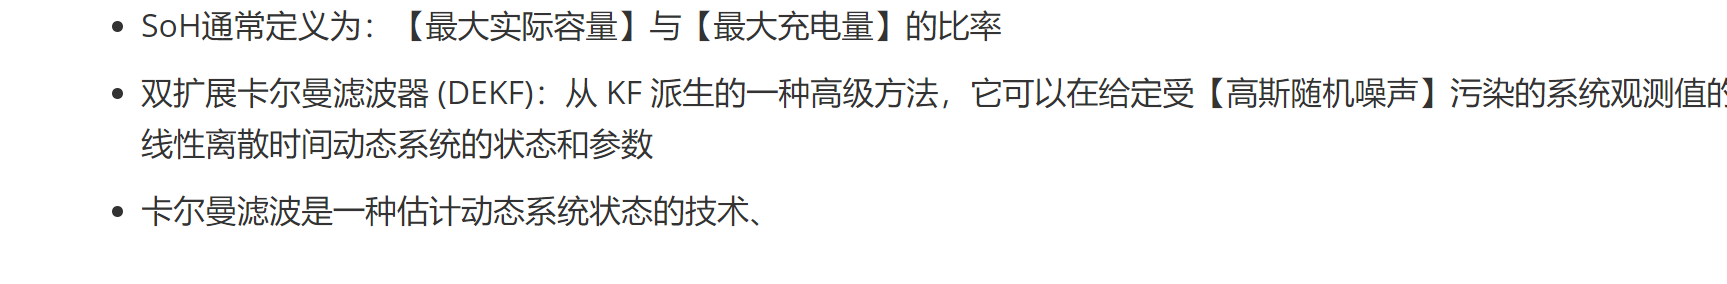 • SoH通常定义为：【最大实际容量】与【最大充电量】的比率
• 双扩展卡尔曼滤波器 (DEKF)：从 KF 派生的一种高级方法，它可以在给定受【高斯随机噪声】污染的系统观测值的
线性离散时间动态系统的状态和参数
• 卡尔曼滤波是一种估计动态系统状态的技术、